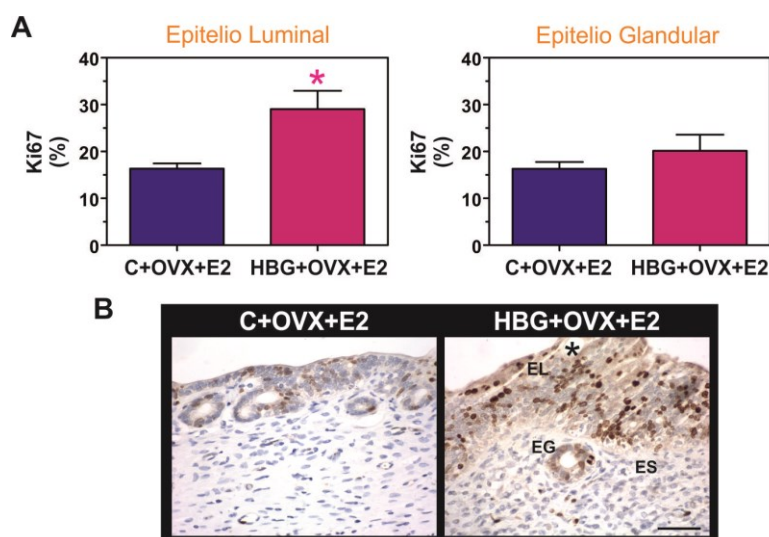 A
Epitelio Luminal
Epitelio Glandular
Ki67
(%)
40
30
20
10
0
*
C+OVX+E2
HBG+OVX+E2
Ki67
(%)
40
30
20
10
0
C+OVX+E2
HBG+OVX+E2
B
C+OVX+E2
HBG+OVX+E2
*
EL
EG
ES